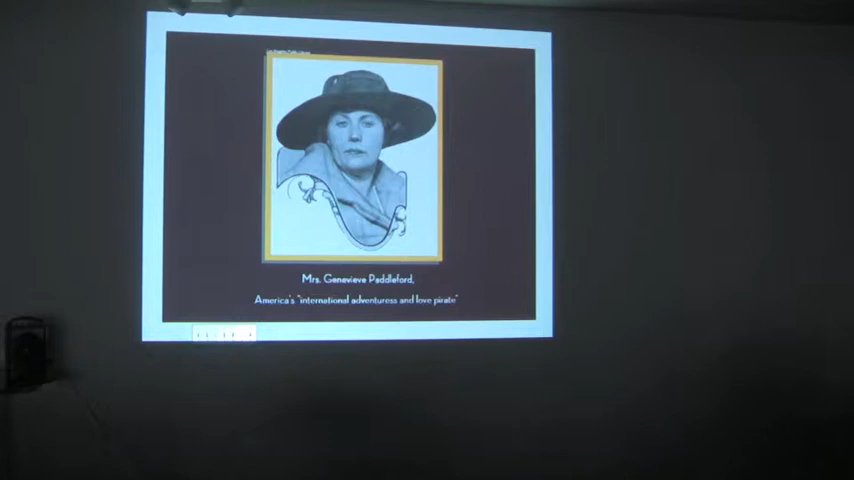 Mrs. Genevieve Paddleford,
America's "international adventuress and love pirate"